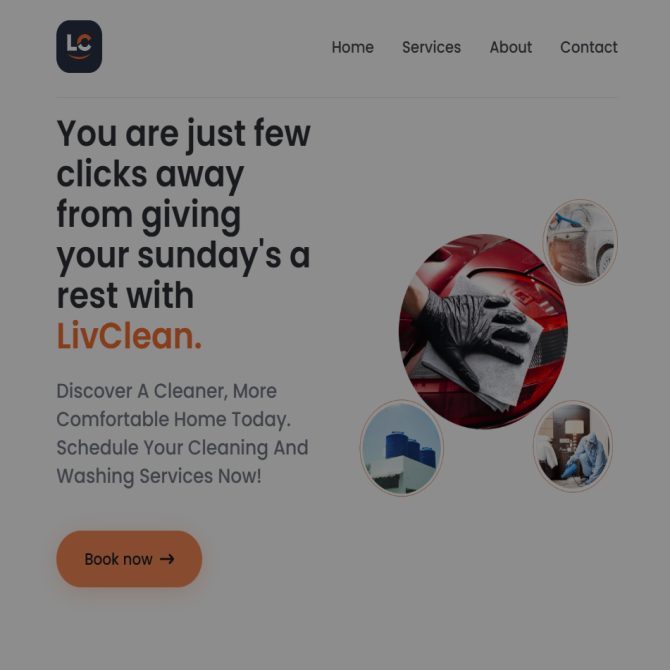 LC
Home Services About Contact
You are just few
clicks away
from giving
your sunday's a
rest with
LivClean.
Discover A Cleaner, More
Comfortable Home Today.
Schedule Your Cleaning And
Washing Services Now!
Book now →